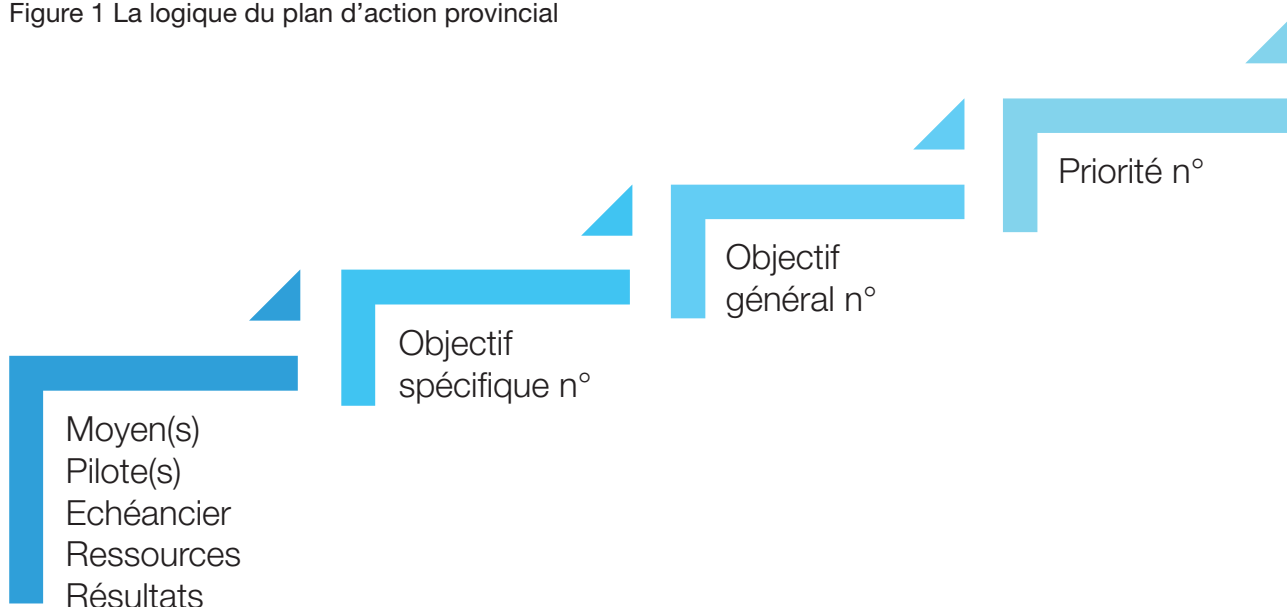 Figure 1 La logique du plan d’action provincial
Priorité n°
Objectif
général n°
Objectif
spécifique n°
Moyen(s)
Pilote(s)
Echéancier
Ressources
Résultats